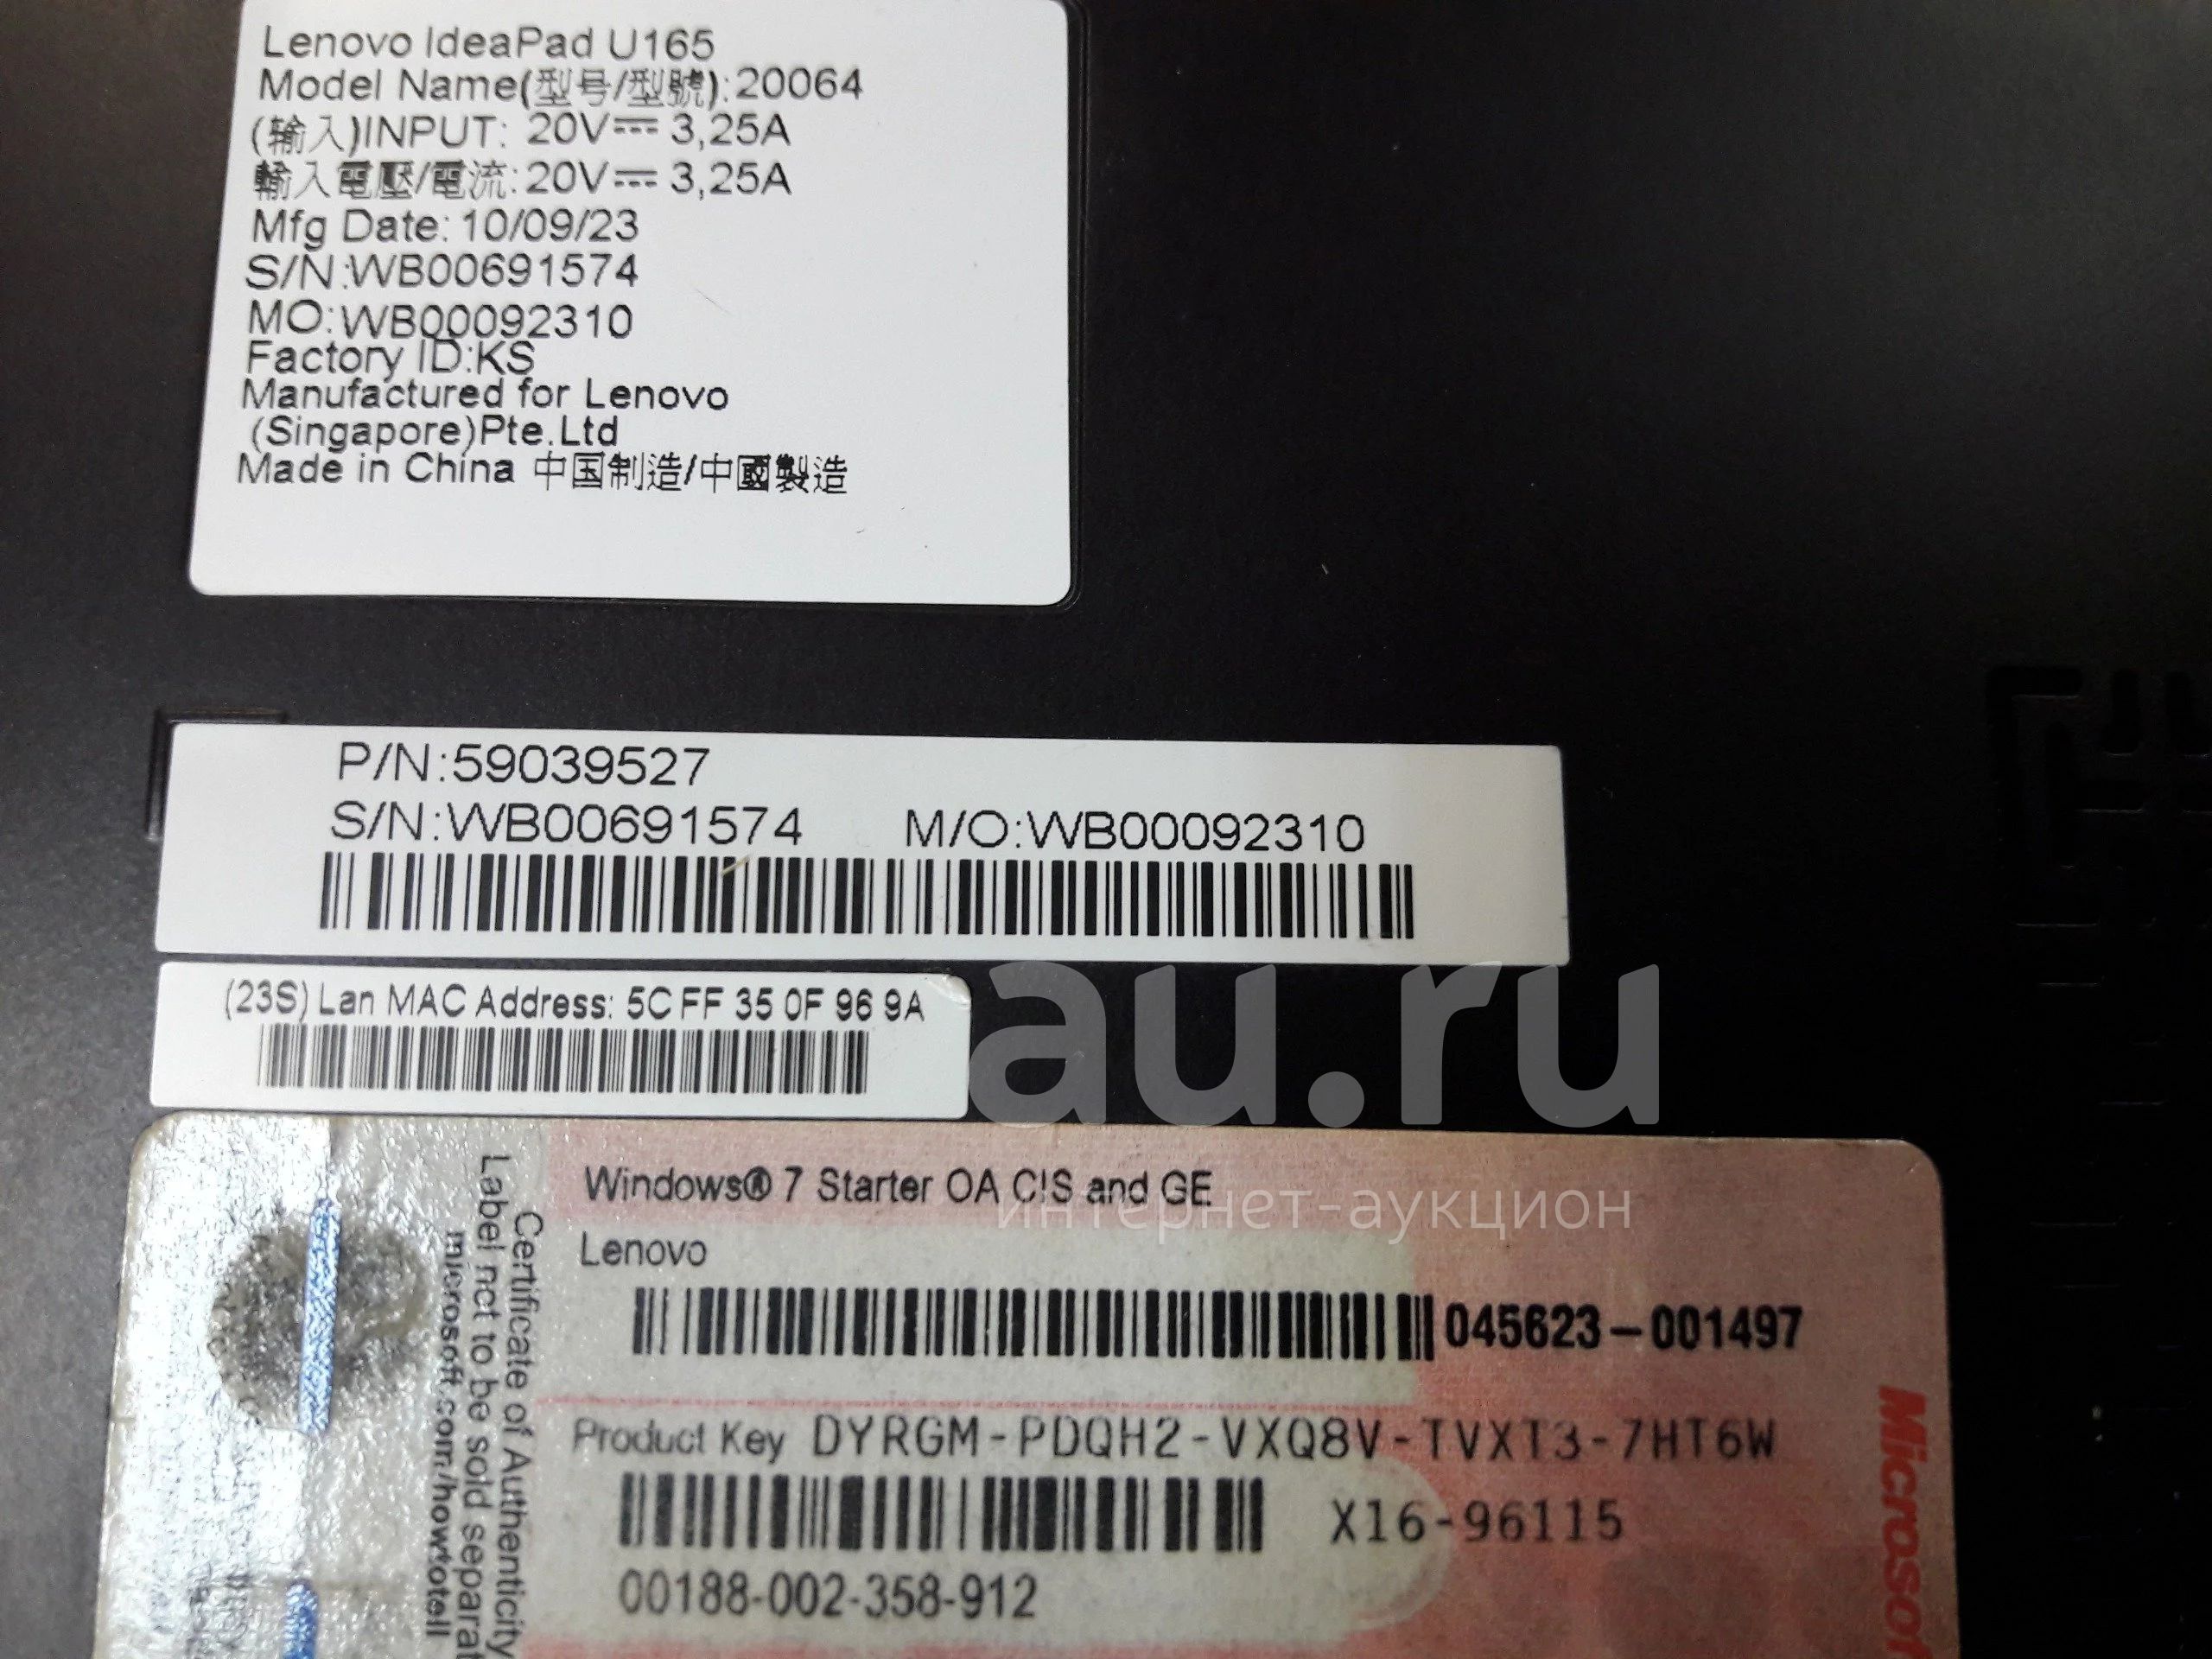 Lenovo IdeaPad U165
Model Name(型号/型號):20064
(输入)INPUT: 20V⎓ 3,25A
輸入電壓/電流:20V⎓ 3,25A
Mfg Date: 10/09/23
S/N:WB00691574
MO:WB00092310
Factory ID:KS
Manufactured for Lenovo
(Singapore)Pte.Ltd
Made in China 中国制造/中國製造
P/N:59039527
S/N:WB00691574 M/O:WB00092310
(23S) Lan MAC Address: 5C FF 35 0F 96 9A
au.ru
интернет-аукцион
Windows® 7 Starter OA CIS and GE
Lenovo
045623-001497
Product Key DYRGM-PDQH2-VXQ8V-TVXT3-7HT6W
X16-96115
00188-002-358-912
Certificate of Authenticity
Label not to be sold separat
microsoft.com/howtotell
Microsof